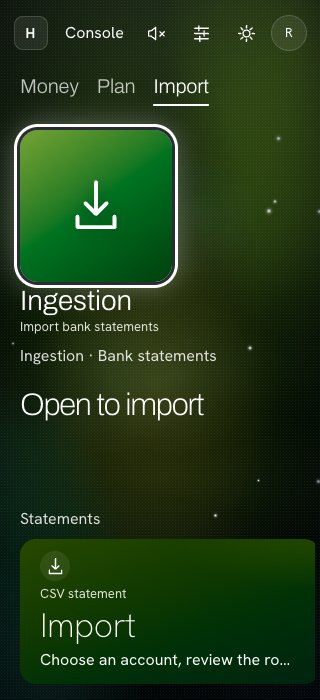 H
Console
R
Money Plan Import
Ingestion
Import bank statements
Ingestion · Bank statements
Open to import
Statements
CSV statement
Import
Choose an account, review the ro...